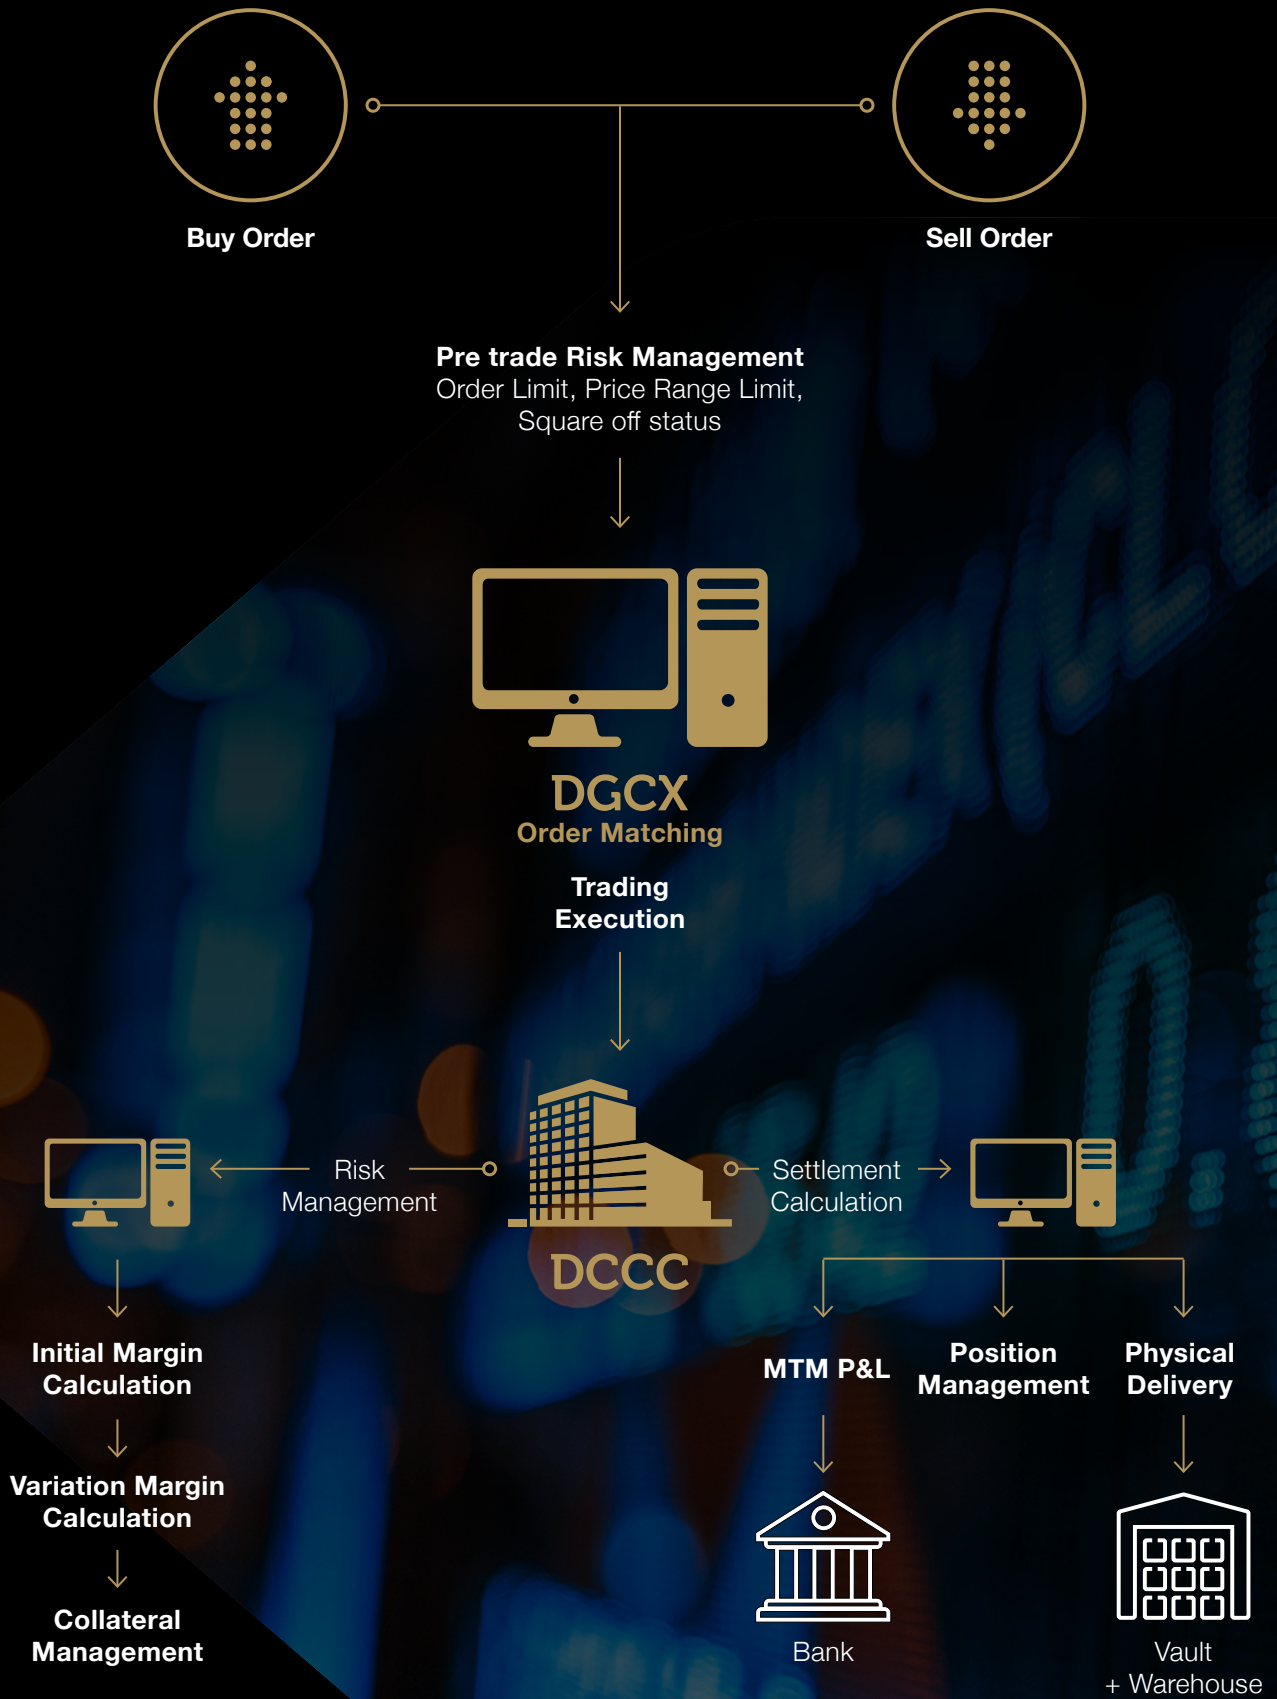 Buy Order
Sell Order
Pre trade Risk Management
Order Limit, Price Range Limit,
Square off status
DGCX
Order Matching
Trading
Execution
Risk
Management
Settlement
Calculation
DCCC
Initial Margin
Calculation
Variation Margin
Calculation
Collateral
Management
MTM P&L
Position
Management
Physical
Delivery
Bank
Vault
+ Warehouse